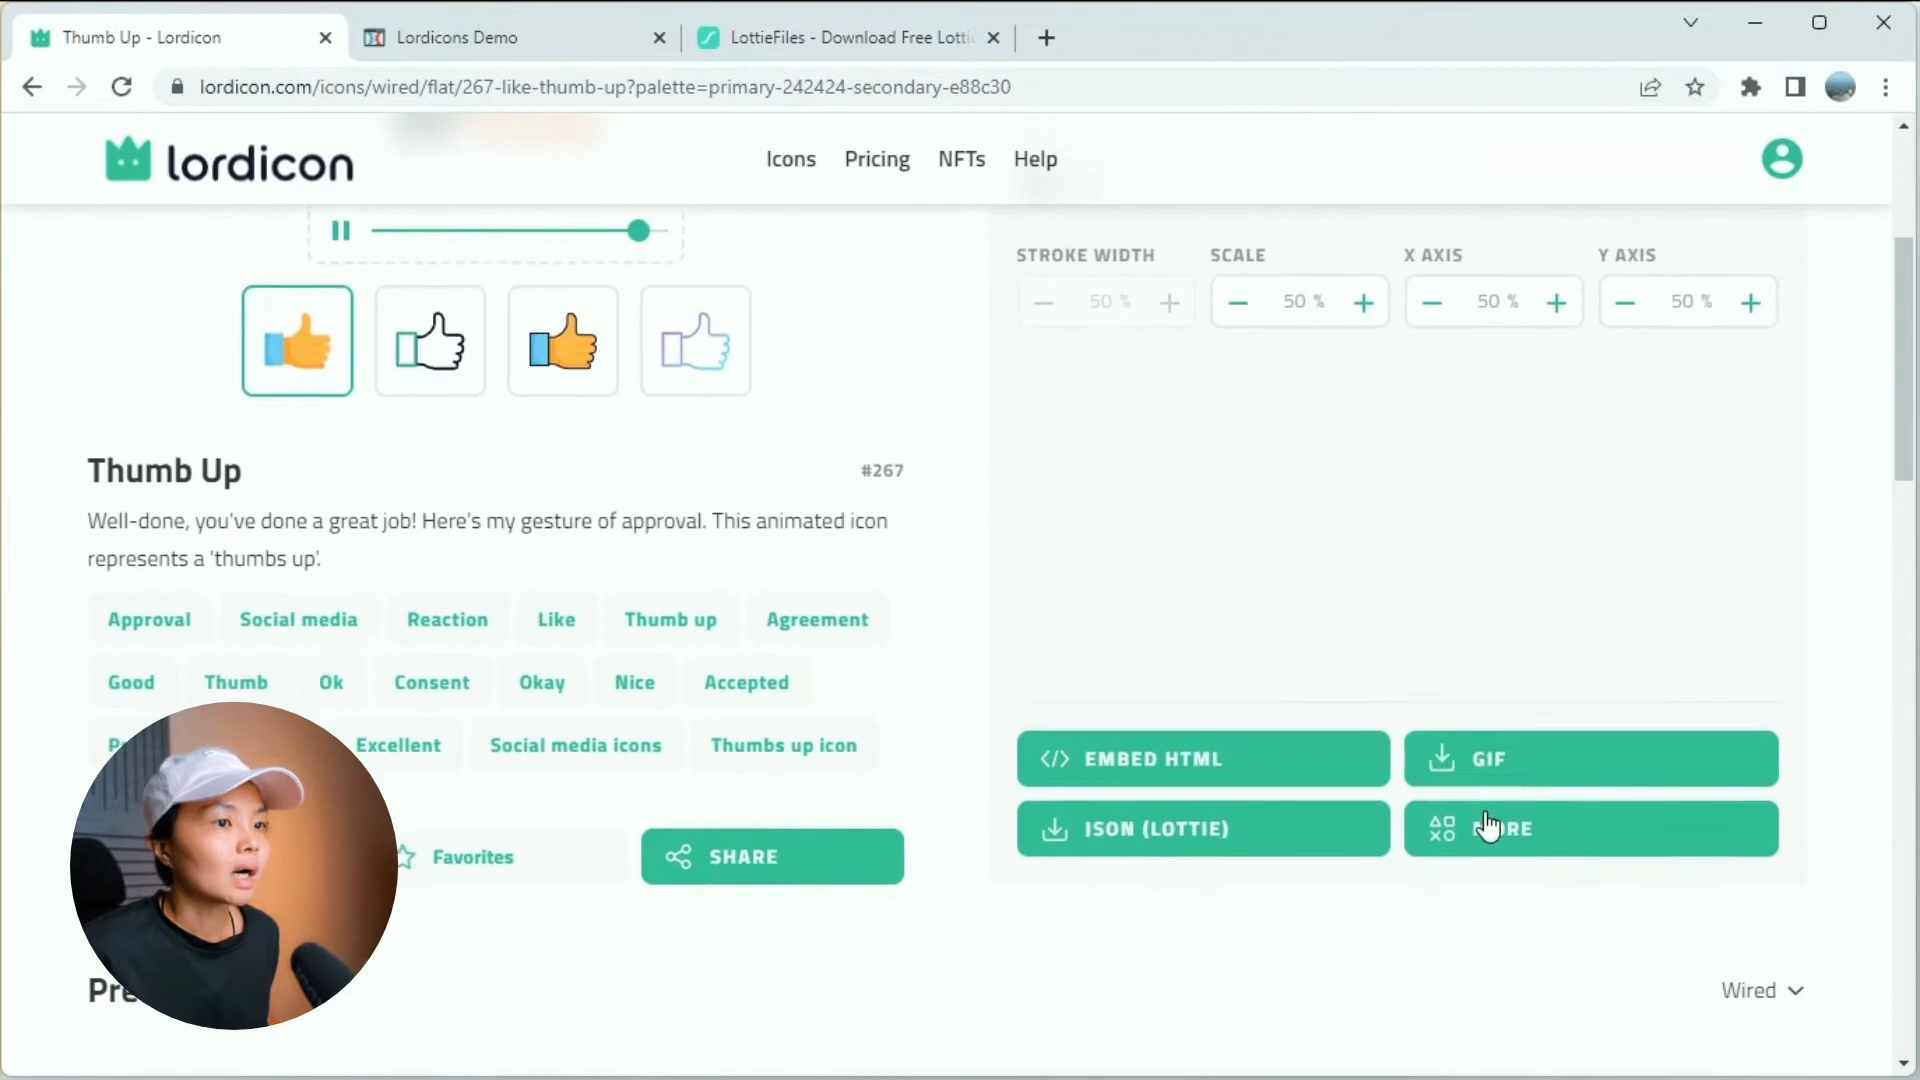 Thumb Up - Lordicon
Lordicons Demo
LottieFiles - Download Free Lotti
lordicon.com/icons/wired/flat/267-like-thumb-up?palette=primary-242424-secondary-e88c30
lordicon
Icons Pricing NFTs Help
STROKE WIDTH SCALE X AXIS Y AXIS
50 % 50 % 50 % 50 %
Thumb Up #267
Well-done, you've done a great job! Here's my gesture of approval. This animated icon
represents a 'thumbs up'.
Approval Social media Reaction Like Thumb up Agreement
Good Thumb Ok Consent Okay Nice Accepted
Excellent Social media icons Thumbs up icon
EMBED HTML GIF
JSON (LOTTIE) MORE
Favorites SHARE
Wired